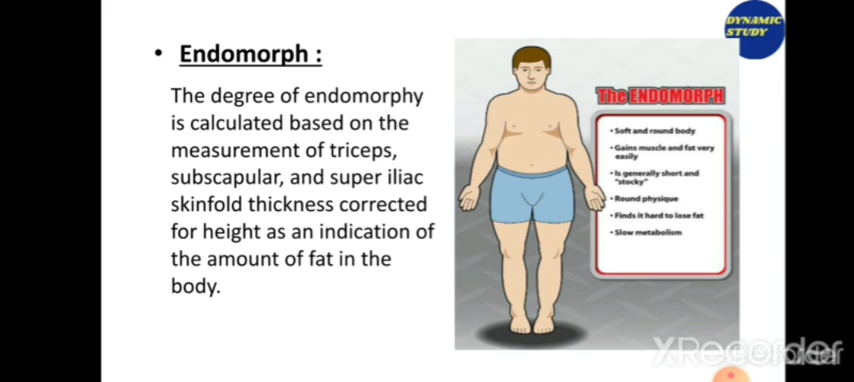 DYNAMIC
STUDY
• Endomorph :
The degree of endomorphy
is calculated based on the
measurement of triceps,
subscapular, and super iliac
skinfold thickness corrected
for height as an indication of
the amount of fat in the
body.
The ENDOMORPH
• Soft and round body
• Gains muscle and fat very
easily
• Is generally short and
"stocky"
• Round physique
• Finds it hard to lose fat
• Slow metabolism
XRecorder